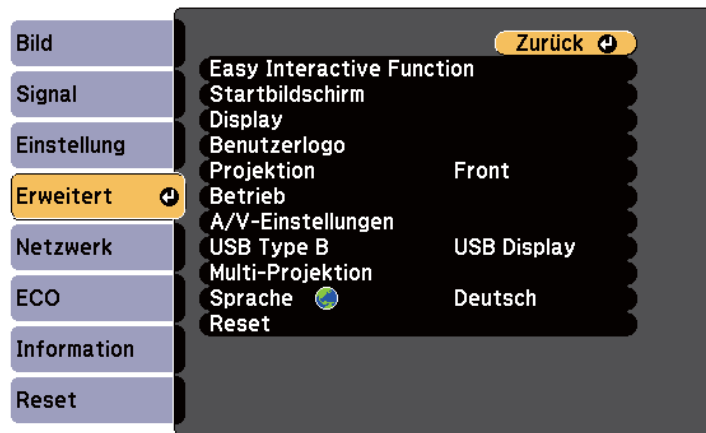 Bild
Signal
Einstellung
Erweitert
Netzwerk
ECO
Information
Reset
Zurück
Easy Interactive Function
Startbildschirm
Display
Benutzerlogo
Projektion Front
Betrieb
A/V-Einstellungen
USB Type B USB Display
Multi-Projektion
Sprache Deutsch
Reset